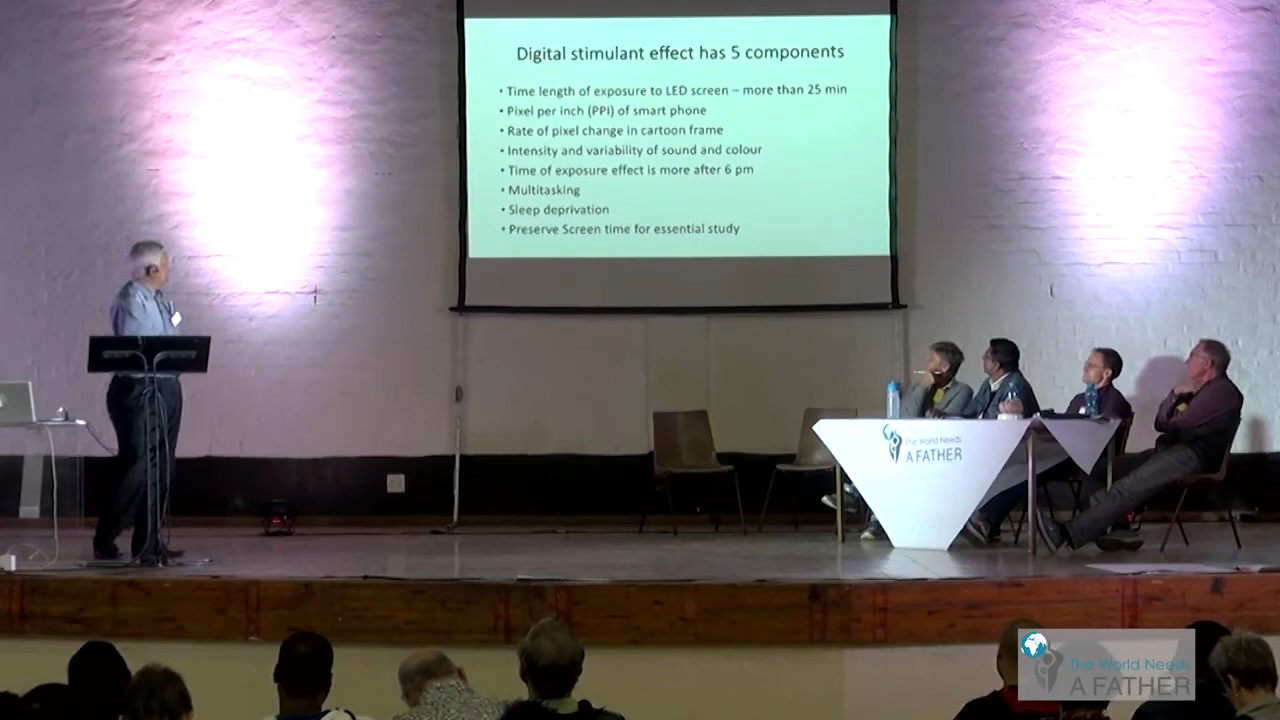 Digital stimulant effect has 5 components
• Time length of exposure to LED screen – more than 25 min
• Pixel per inch (PPI) of smart phone
• Rate of pixel change in cartoon frame
• Intensity and variability of sound and colour
• Time of exposure effect is more after 6 pm
• Multitasking
• Sleep deprivation
• Preserve Screen time for essential study
The World Needs
A FATHER
The World Needs
A FATHER